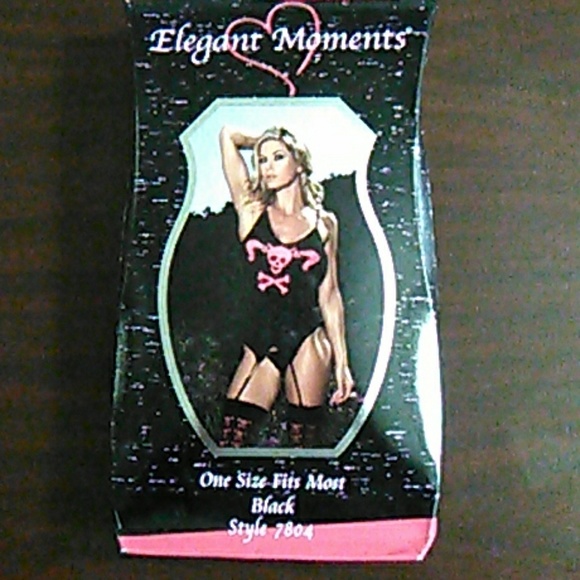 Elegant Moments
One Size Fits Most
Black
Style 7804